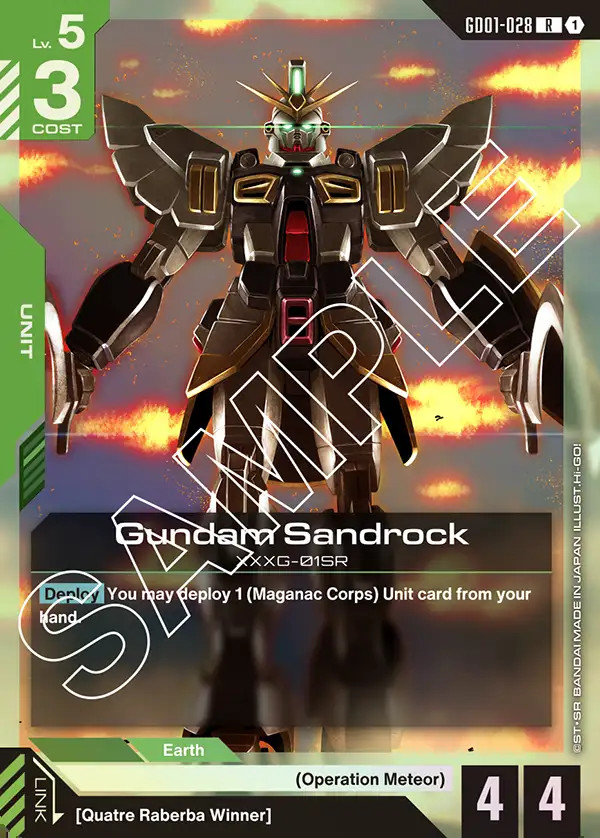 Lv. 5
GD01-028 R 1
3
COST
UNIT
SAMPLE
Gundam Sandrock
XXXG-01SR
Deploy You may deploy 1 (Maganac Corps) Unit card from your
hand.
©ST・SR BANDAI MADE IN JAPAN ILLUST.Hi-GO!
Earth
LINK
(Operation Meteor)
[Quatre Raberba Winner]
4 4